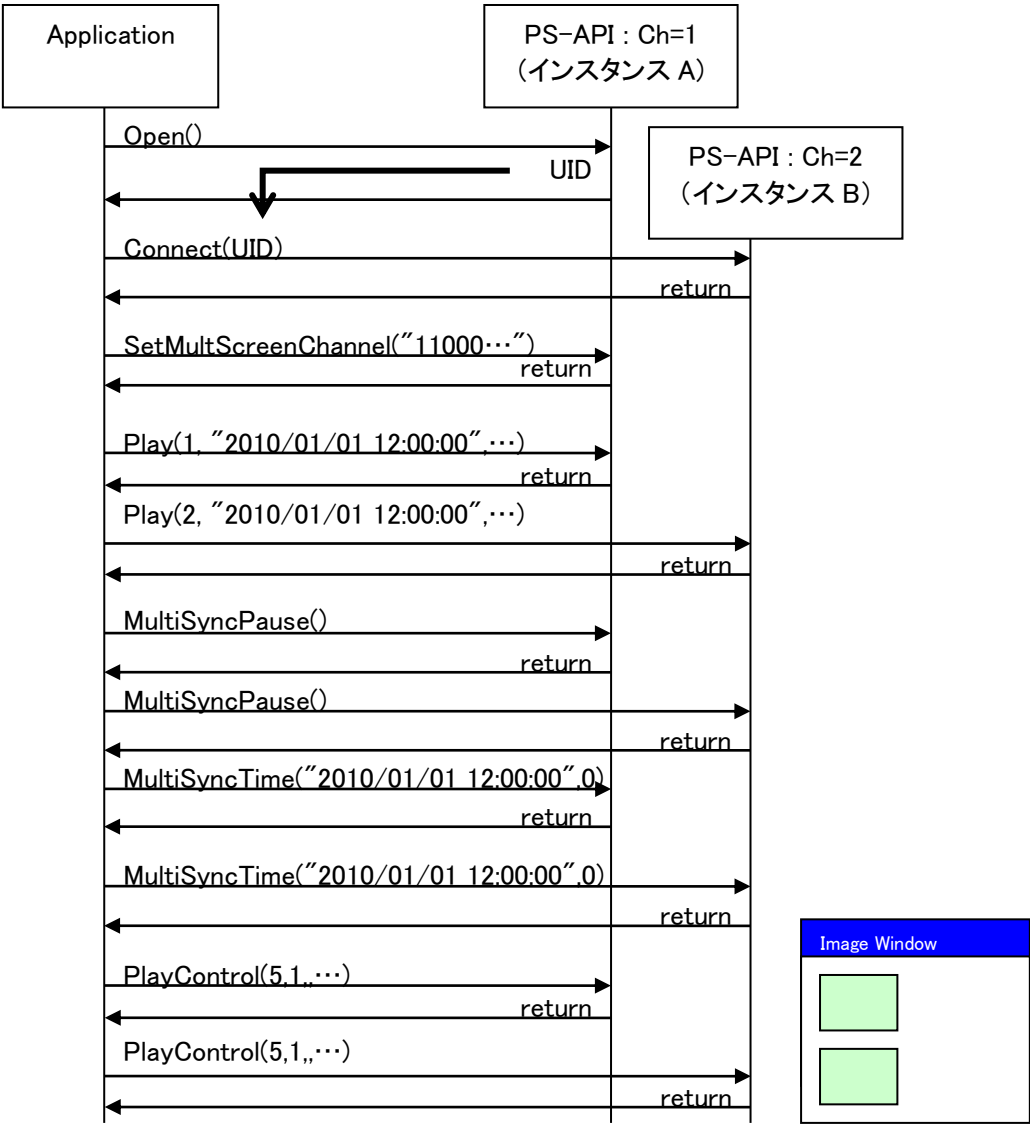 Application
PS-API : Ch=1
(インスタンス A)
Open()
UID
PS-API : Ch=2
(インスタンス B)
Connect(UID)
return
SetMultScreenChannel("11000･･･")
return
Play(1, "2010/01/01 12:00:00",･･･)
return
Play(2, "2010/01/01 12:00:00",･･･)
return
MultiSyncPause()
return
MultiSyncPause()
return
MultiSyncTime("2010/01/01 12:00:00",0)
return
MultiSyncTime("2010/01/01 12:00:00",0)
return
Image Window
PlayControl(5,1,,･･･)
return
PlayControl(5,1,,･･･)
return